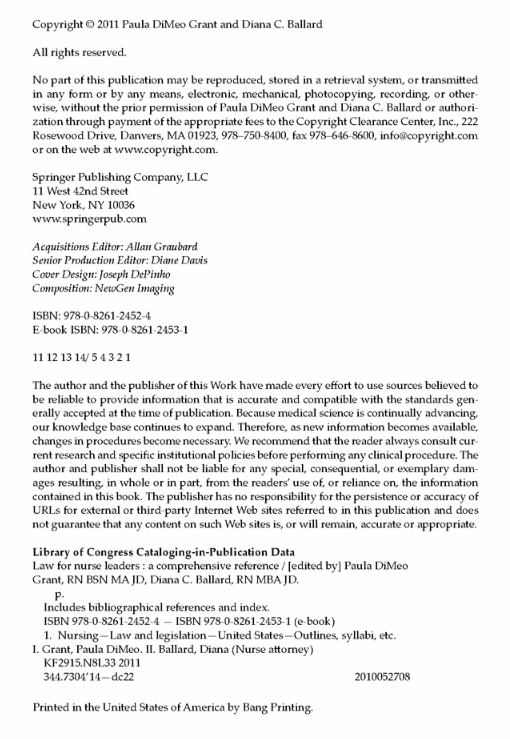 Copyright © 2011 Paula DiMeo Grant and Diana C. Ballard
All rights reserved.
No part of this publication may be reproduced, stored in a retrieval system, or transmitted
in any form or by any means, electronic, mechanical, photocopying, recording, or other-
wise, without the prior permission of Paula DiMeo Grant and Diana C. Ballard or authori-
zation through payment of the appropriate fees to the Copyright Clearance Center, Inc., 222
Rosewood Drive, Danvers, MA 01923, 978–750-8400, fax 978–646-8600, info@copyright.com
or on the web at www.copyright.com.
Springer Publishing Company, LLC
11 West 42nd Street
New York, NY 10036
www.springerpub.com
Acquisitions Editor: Allan Graubard
Senior Production Editor: Diane Davis
Cover Design: Joseph DePinho
Composition: NewGen Imaging
ISBN: 978-0-8261-2452-4
E-book ISBN: 978-0-8261-2453-1
11 12 13 14/ 5 4 3 2 1
The author and the publisher of this Work have made every effort to use sources believed to
be reliable to provide information that is accurate and compatible with the standards gen-
erally accepted at the time of publication. Because medical science is continually advancing,
our knowledge base continues to expand. Therefore, as new information becomes available,
changes in procedures become necessary. We recommend that the reader always consult cur-
rent research and specific institutional policies before performing any clinical procedure. The
author and publisher shall not be liable for any special, consequential, or exemplary dam-
ages resulting, in whole or in part, from the readers' use of, or reliance on, the information
contained in this book. The publisher has no responsibility for the persistence or accuracy of
URLs for external or third-party Internet Web sites referred to in this publication and does
not guarantee that any content on such Web sites is, or will remain, accurate or appropriate.
Library of Congress Cataloging-in-Publication Data
Law for nurse leaders : a comprehensive reference / [edited by] Paula DiMeo
Grant, RN BSN MA JD, Diana C. Ballard, RN MBA JD.
p.
Includes bibliographical references and index.
ISBN 978-0-8261-2452-4 — ISBN 978-0-8261-2453-1 (e-book)
1. Nursing—Law and legislation—United States—Outlines, syllabi, etc.
I. Grant, Paula DiMeo. II. Ballard, Diana (Nurse attorney)
KF2915.N8L33 2011
344.7304'14—dc22 2010052708
Printed in the United States of America by Bang Printing.